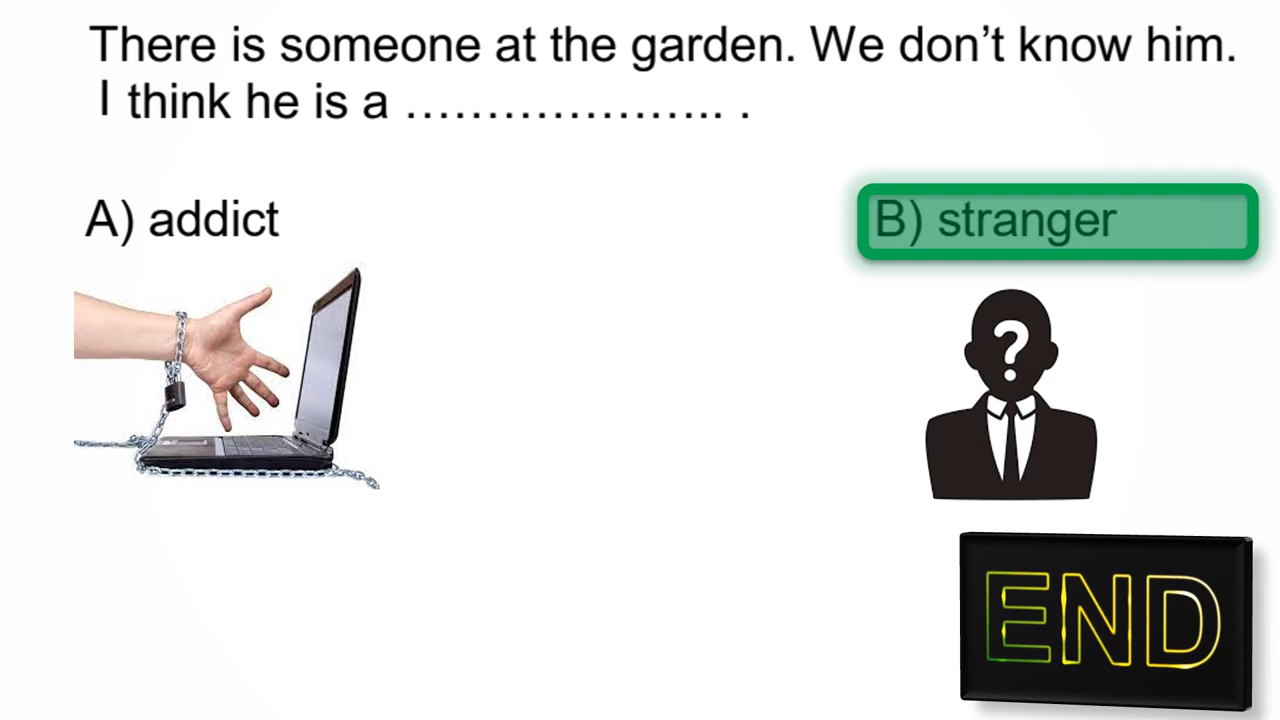 There is someone at the garden. We don’t know him.
I think he is a ………………….. .
A) addict
B) stranger
?
END